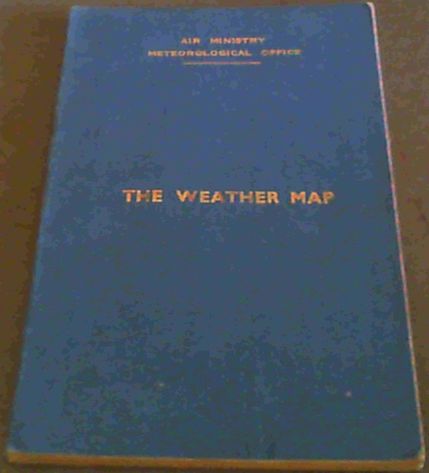 AIR MINISTRY
METEOROLOGICAL OFFICE
THE WEATHER MAP